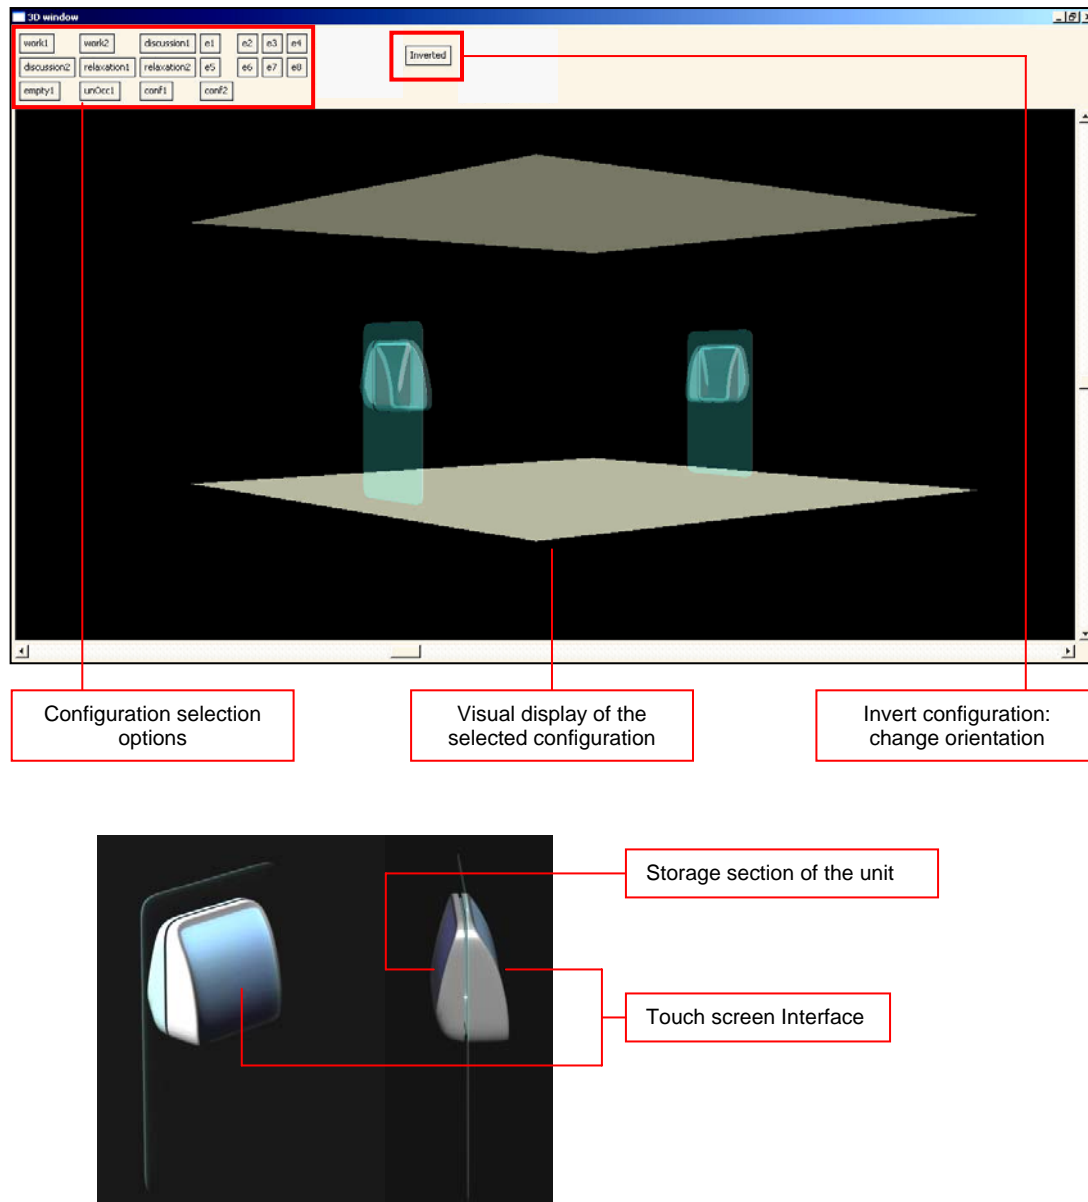 3D window
work1 work2 discussion1 e1 e2 e3 e4
Inverted
discussion2 relaxation1 relaxation2 e5 e6 e7 e8
empty1 unOcc1 conf1 conf2
Configuration selection
options
Visual display of the
selected configuration
Invert configuration:
change orientation
Storage section of the unit
Touch screen Interface